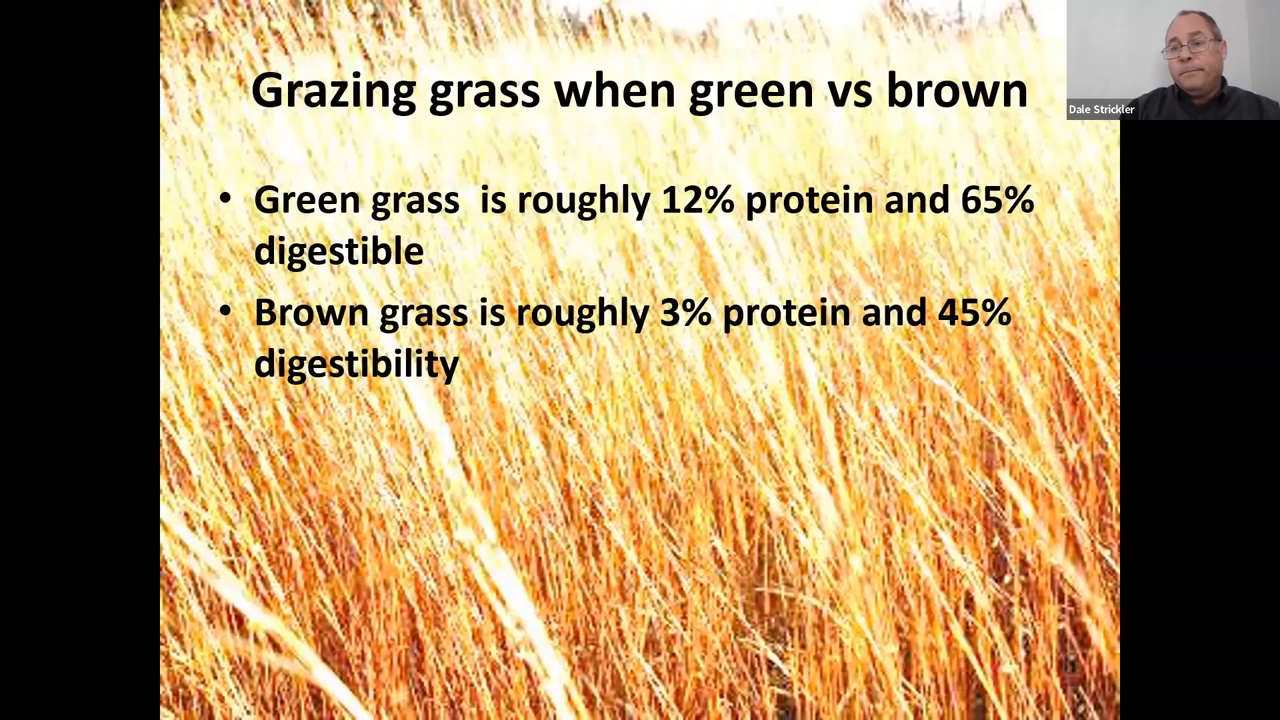 Grazing grass when green vs brown
Dale Strickler
• Green grass  is roughly 12% protein and 65%
digestible
• Brown grass is roughly 3% protein and 45%
digestibility